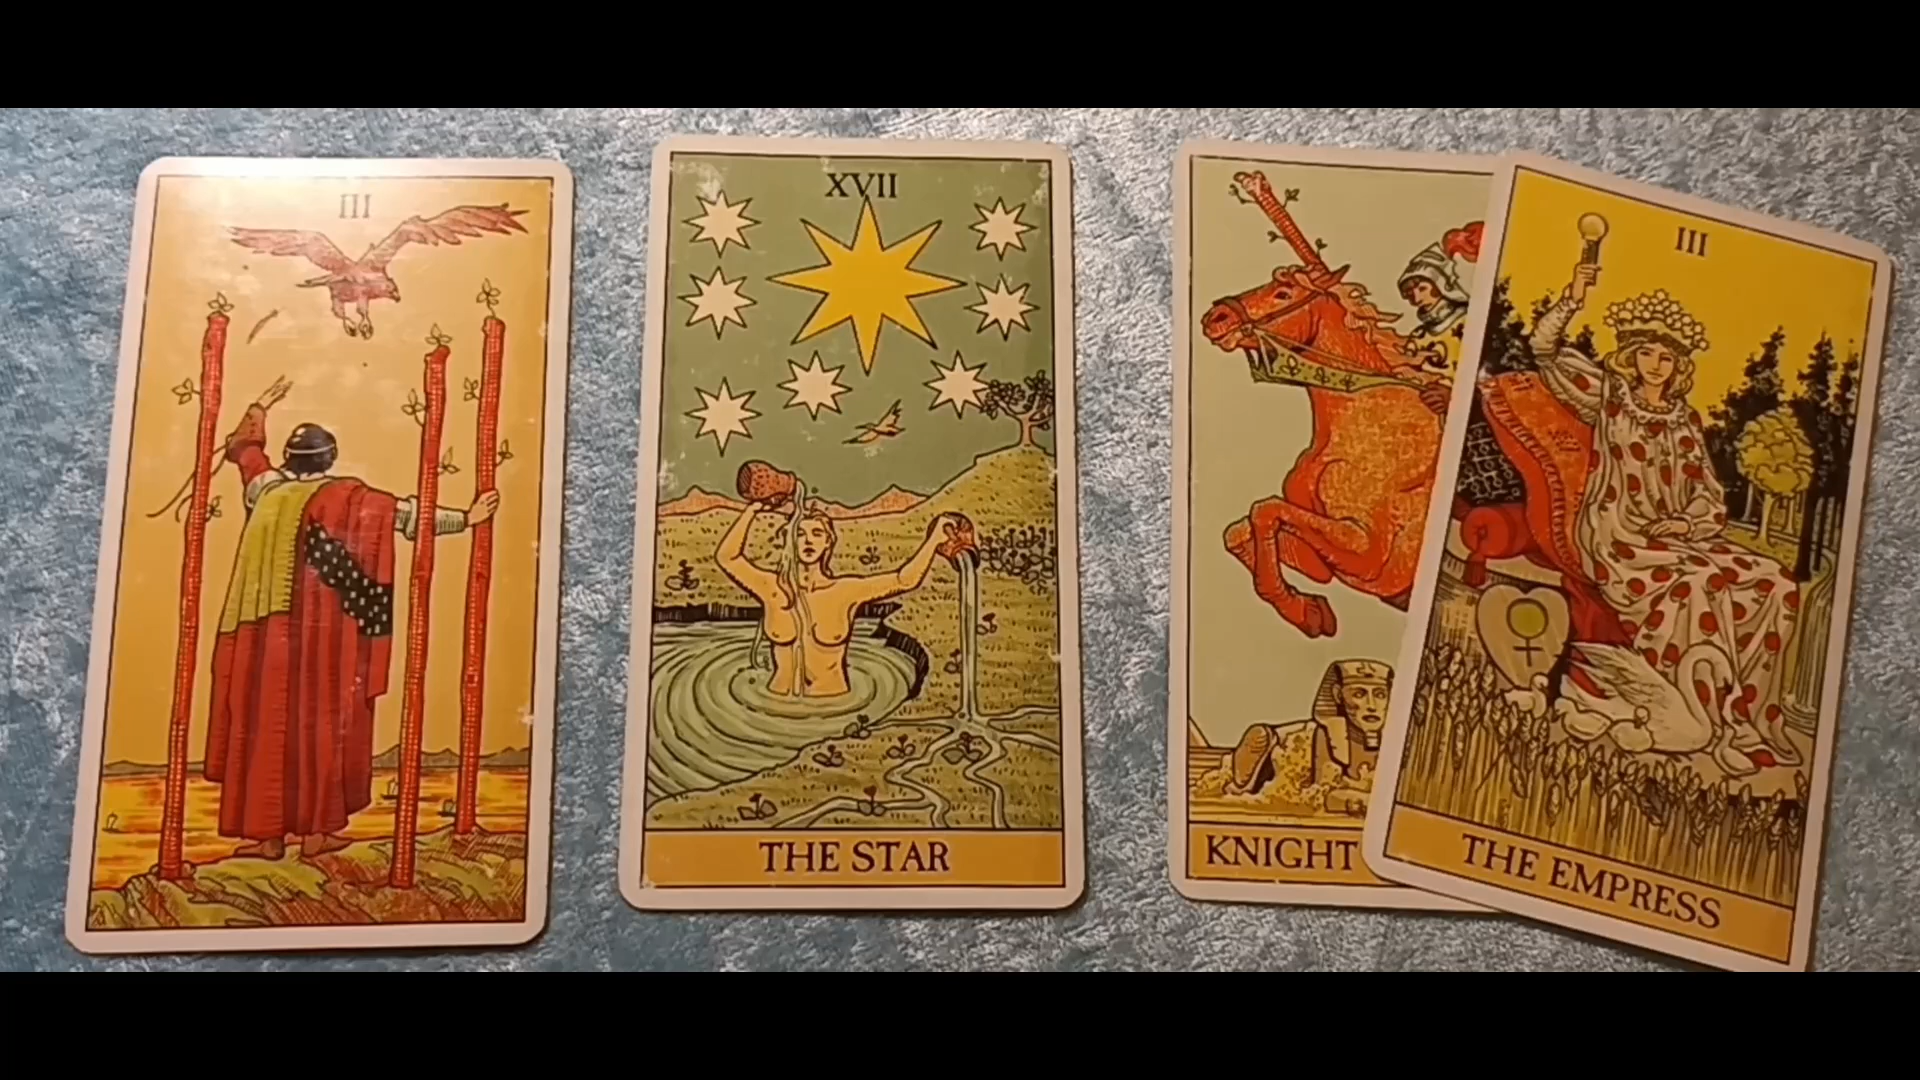 III
XVII
THE STAR
KNIGHT
III
THE EMPRESS